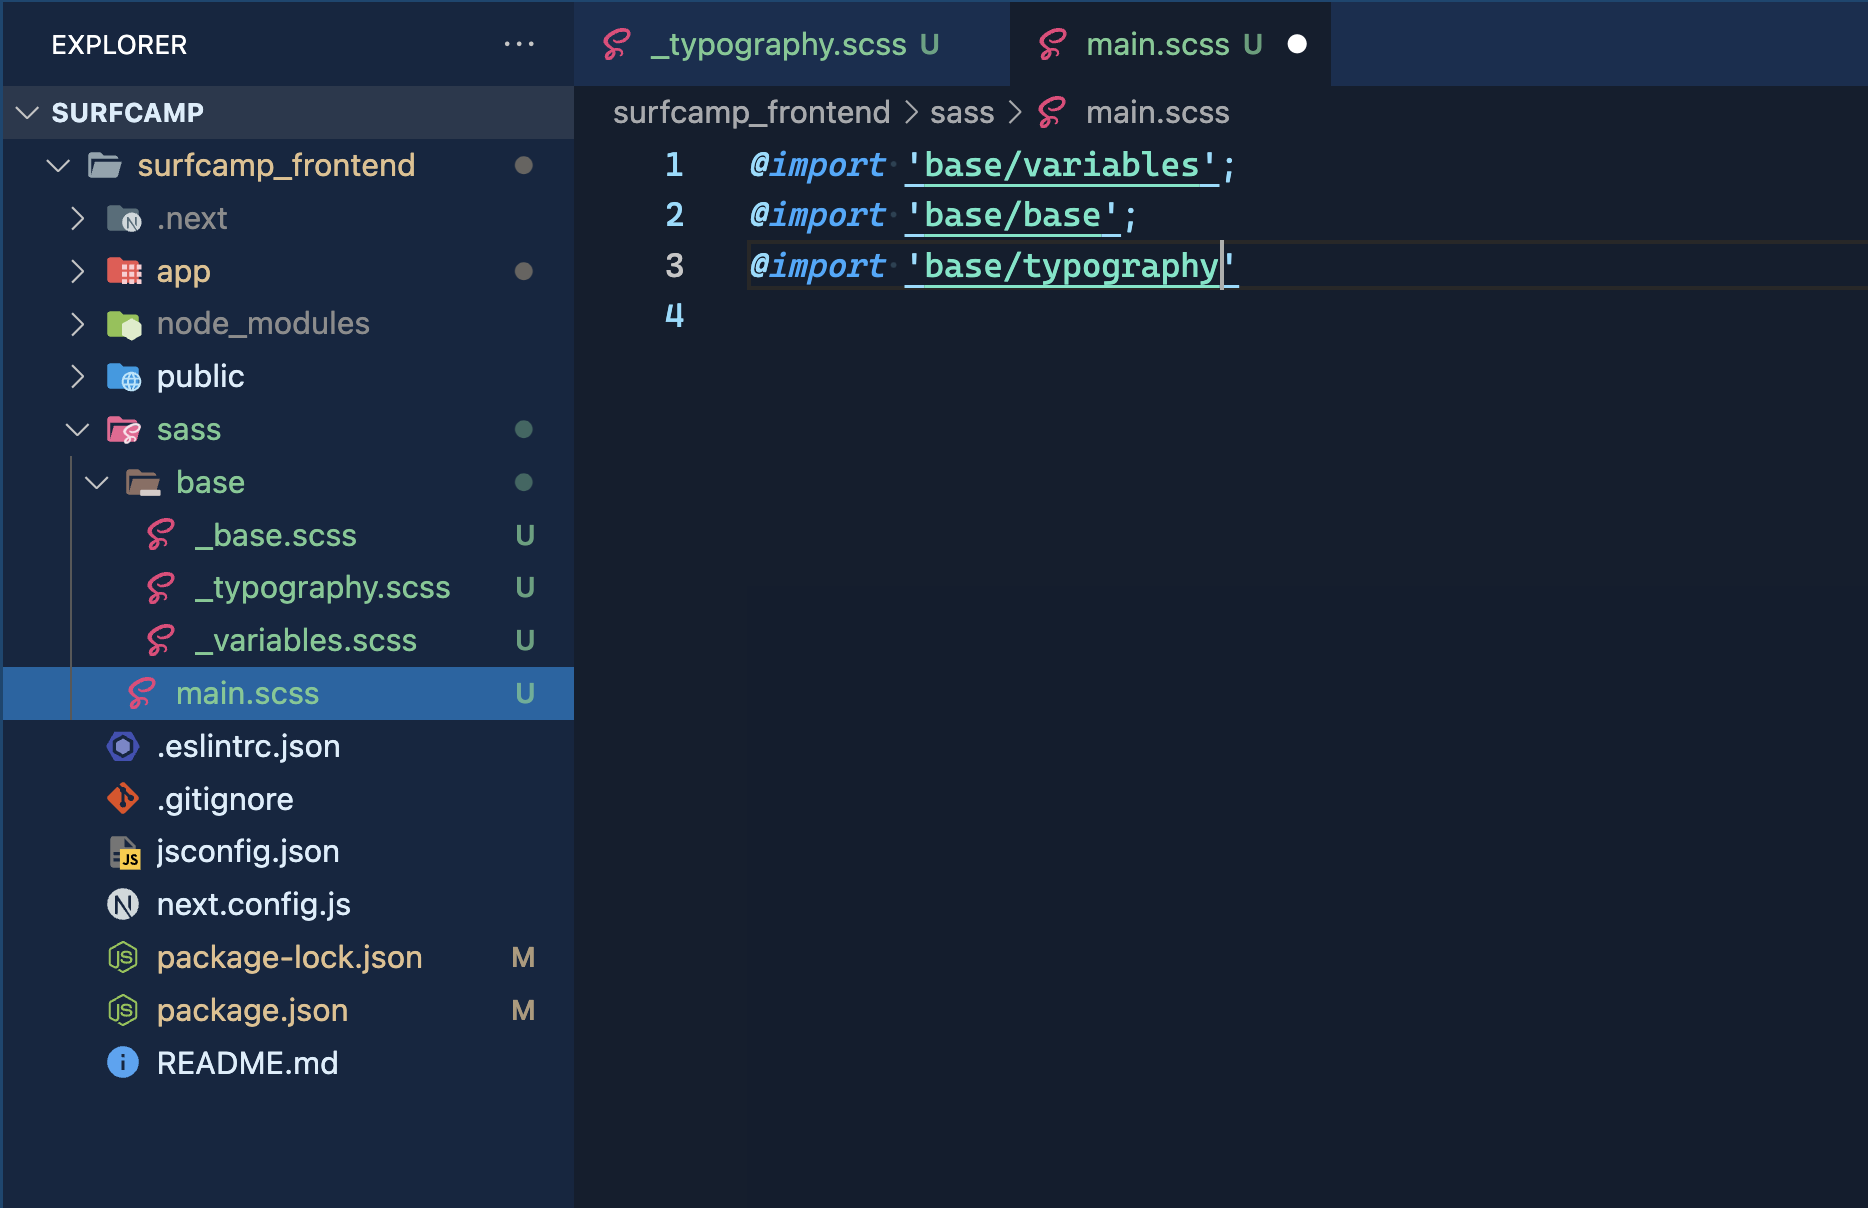 EXPLORER ...
SURFCAMP
surfcamp_frontend
.next
app
node_modules
public
sass
base
_base.scss U
_typography.scss U
_variables.scss U
main.scss U
.eslintrc.json
.gitignore
jsconfig.json
next.config.js
package-lock.json M
package.json M
README.md
_typography.scss U main.scss U
surfcamp_frontend > sass > main.scss
1 @import 'base/variables';
2 @import 'base/base';
3 @import 'base/typography'
4